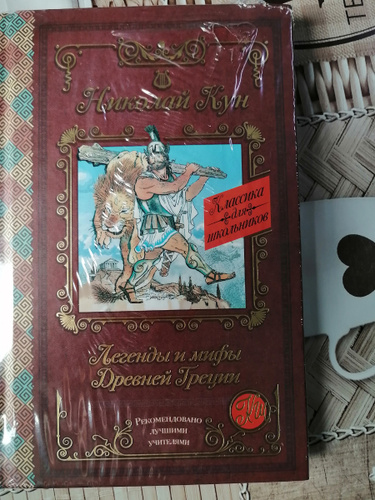 Николай Кун
Классика
для
школьников
Легенды и мифы
Древней Греции
Рекомендовано
лучшими
учителями